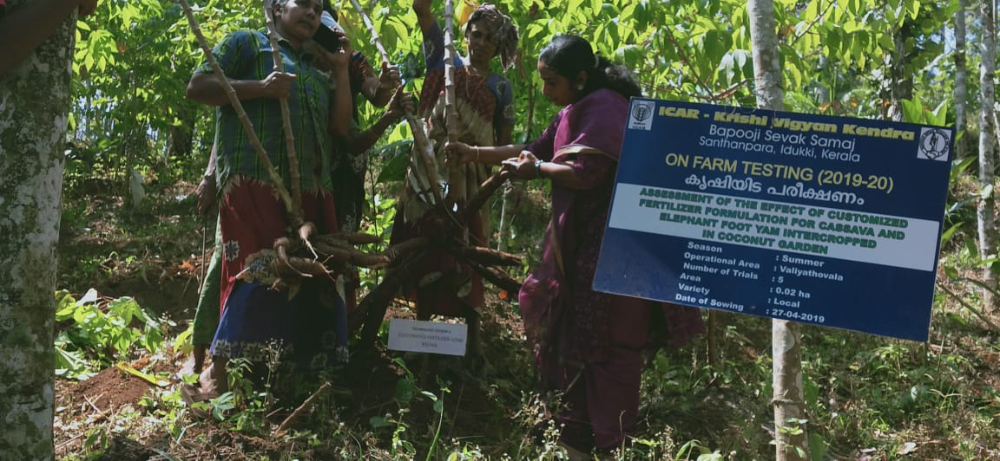 ICAR - Krishi Vigyan Kendra
Bapooji Sevak Samaj
Santhanpara, Idukki, Kerala
ON FARM TESTING (2019-20)
കൃഷിയിട പരീക്ഷണം
ASSESSMENT OF THE EFFECT OF CUSTOMIZED
FERTILIZER FORMULATION FOR CASSAVA AND
ELEPHANT FOOT YAM INTERCROPPED
IN COCONUT GARDEN
Season : Summer
Operational Area : Valiyathovala
Number of Trials : 5
Area : 0.02 ha
Variety : Local
Date of Sowing : 27-04-2019
TECHNOLOGY OPTION 2
CUSTOMIZED FERTILIZER